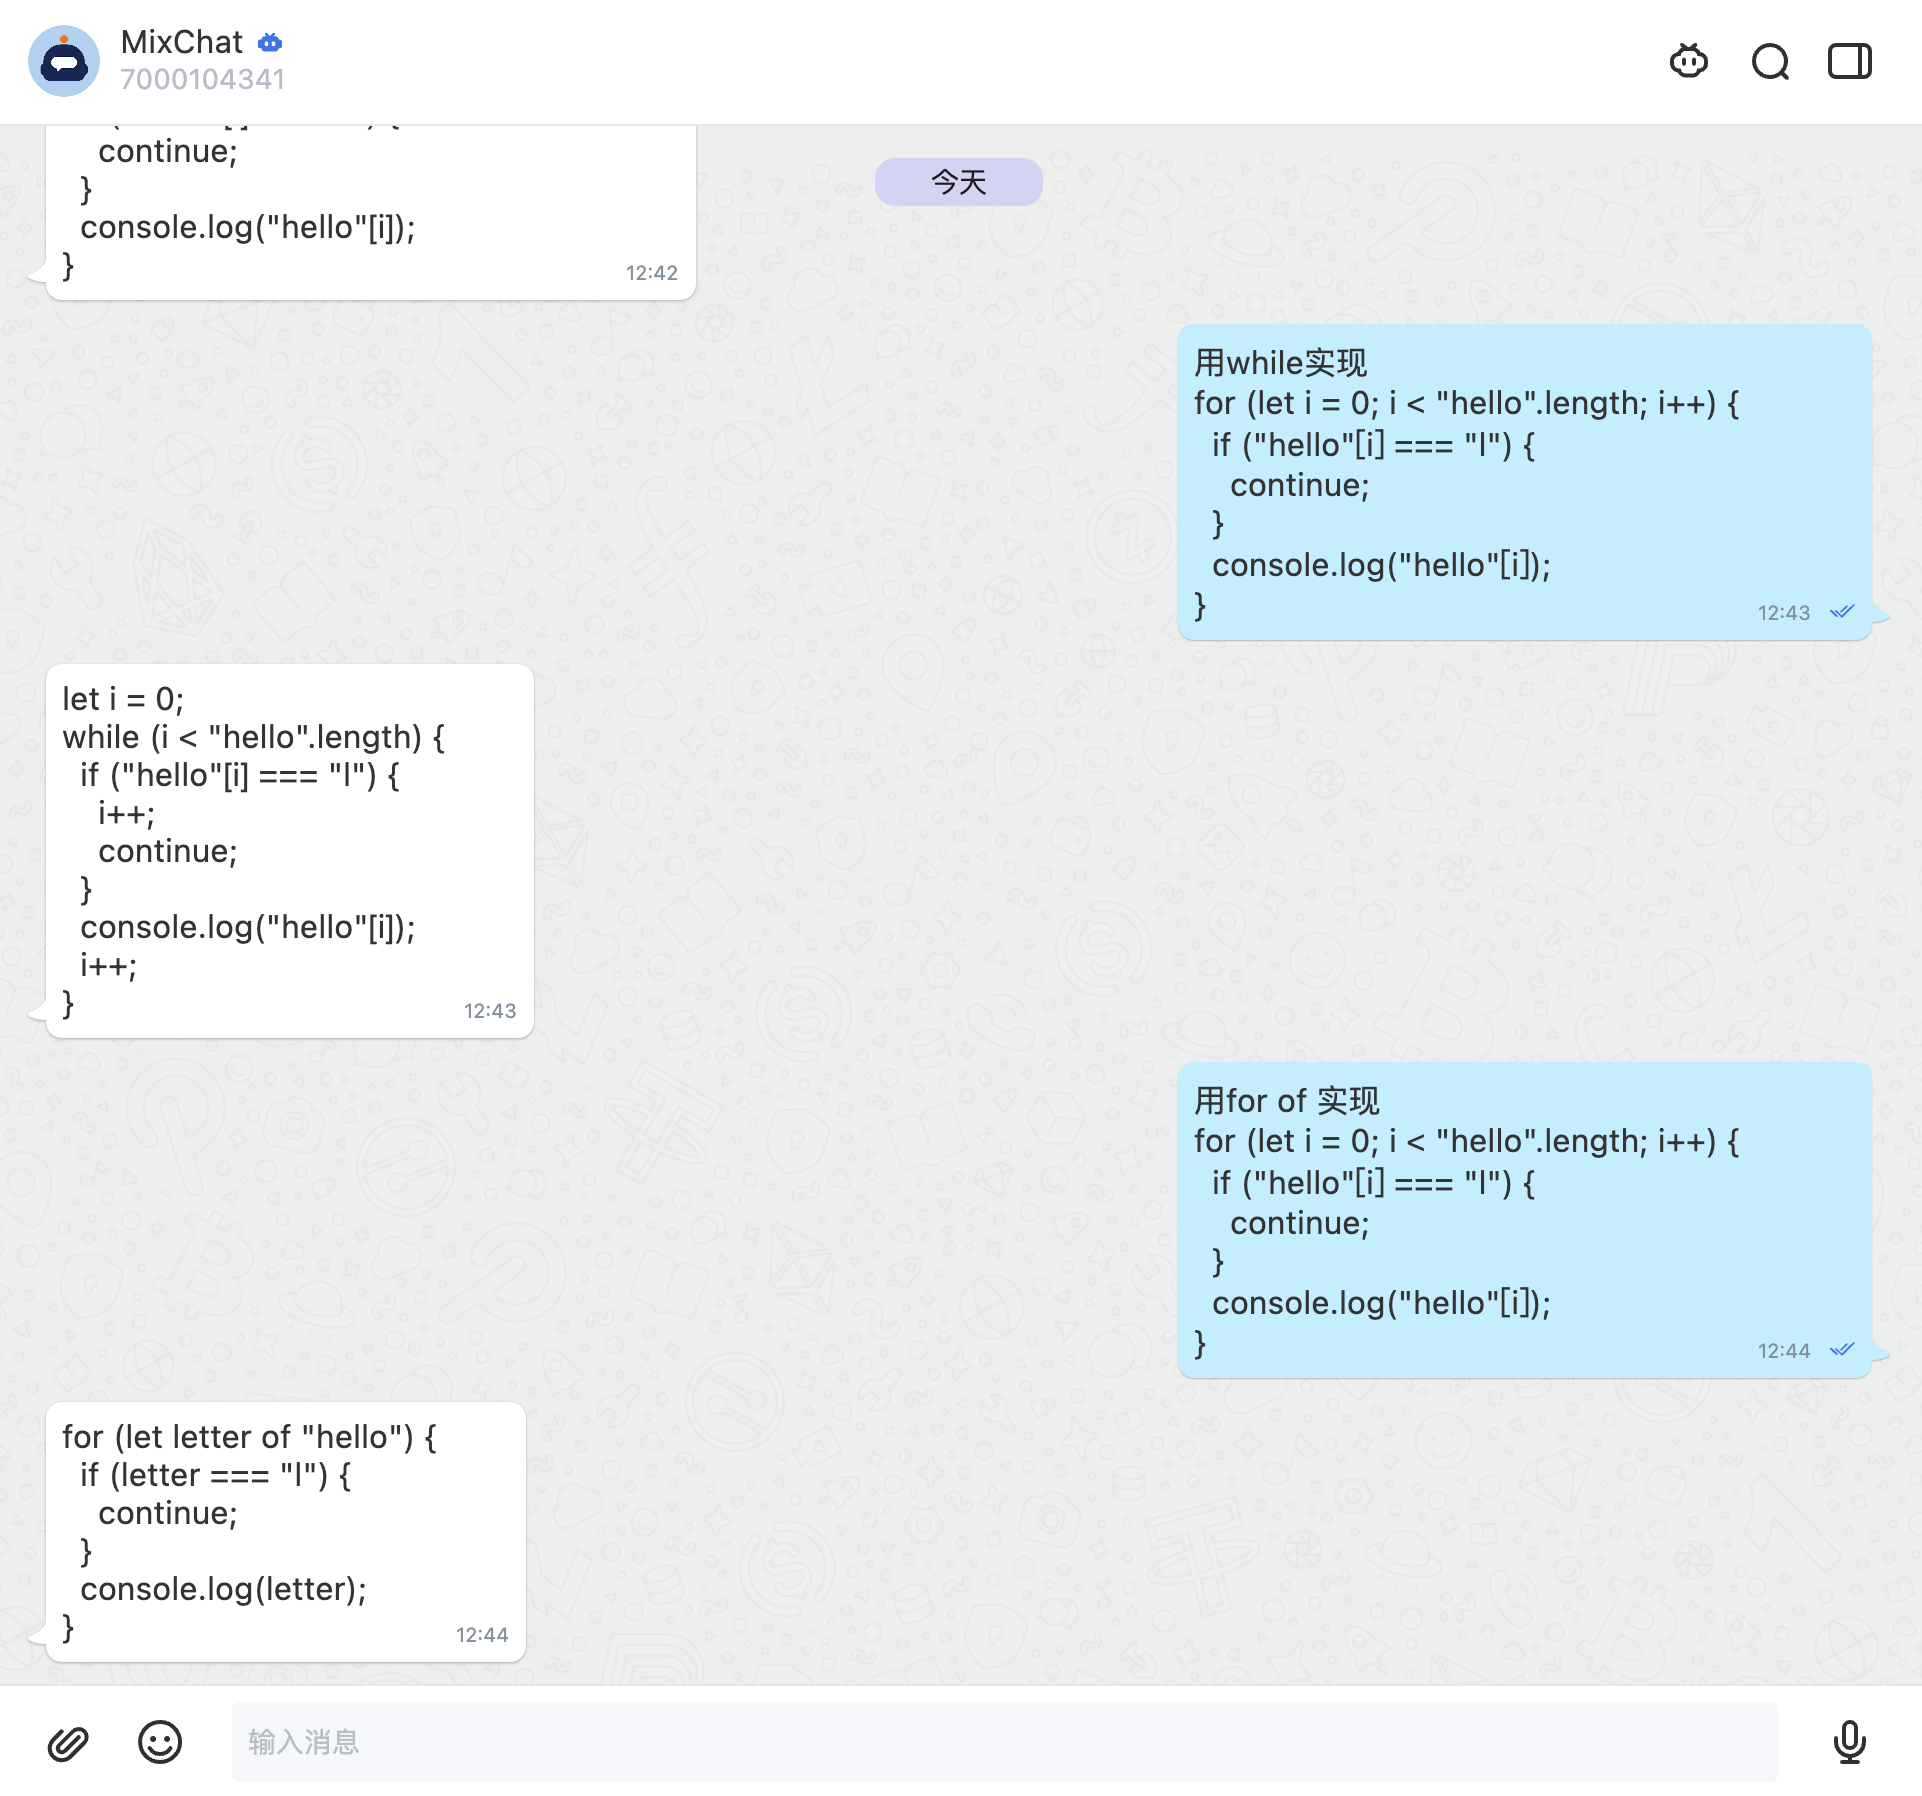 MixChat
7000104341
今天
continue;
}
console.log("hello"[i]);
}
12:42
用while实现
for (let i = 0; i < "hello".length; i++) {
if ("hello"[i] === "l") {
continue;
}
console.log("hello"[i]);
}
12:43
let i = 0;
while (i < "hello".length) {
if ("hello"[i] === "l") {
i++;
continue;
}
console.log("hello"[i]);
i++;
}
12:43
用for of 实现
for (let i = 0; i < "hello".length; i++) {
if ("hello"[i] === "l") {
continue;
}
console.log("hello"[i]);
}
12:44
for (let letter of "hello") {
if (letter === "l") {
continue;
}
console.log(letter);
}
12:44
输入消息